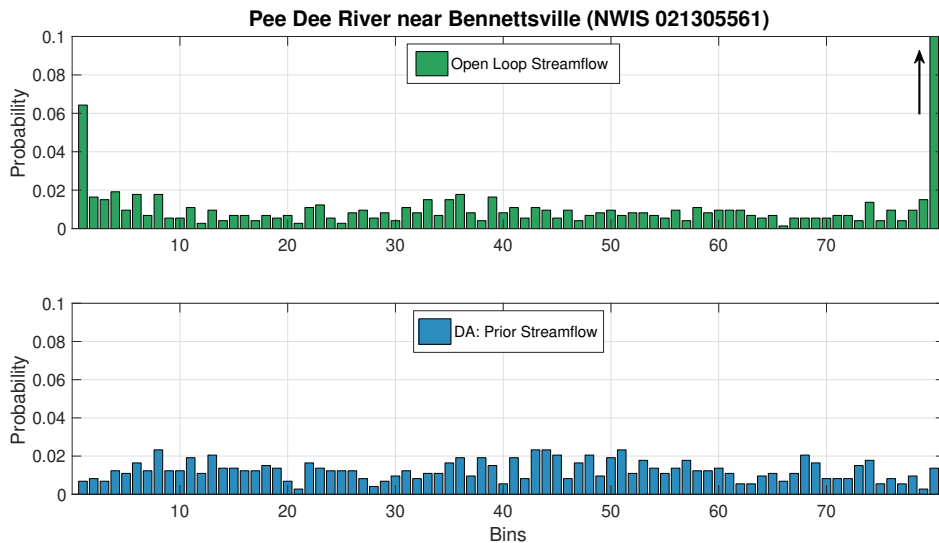 Pee Dee River near Bennettsville (NWIS 021305561)
0.1
0.08
0.06
0.04
0.02
0
Probability
Open Loop Streamflow
10 20 30 40 50 60 70
0.1
0.08
0.06
0.04
0.02
0
Probability
DA: Prior Streamflow
10 20 30 40 50 60 70
Bins